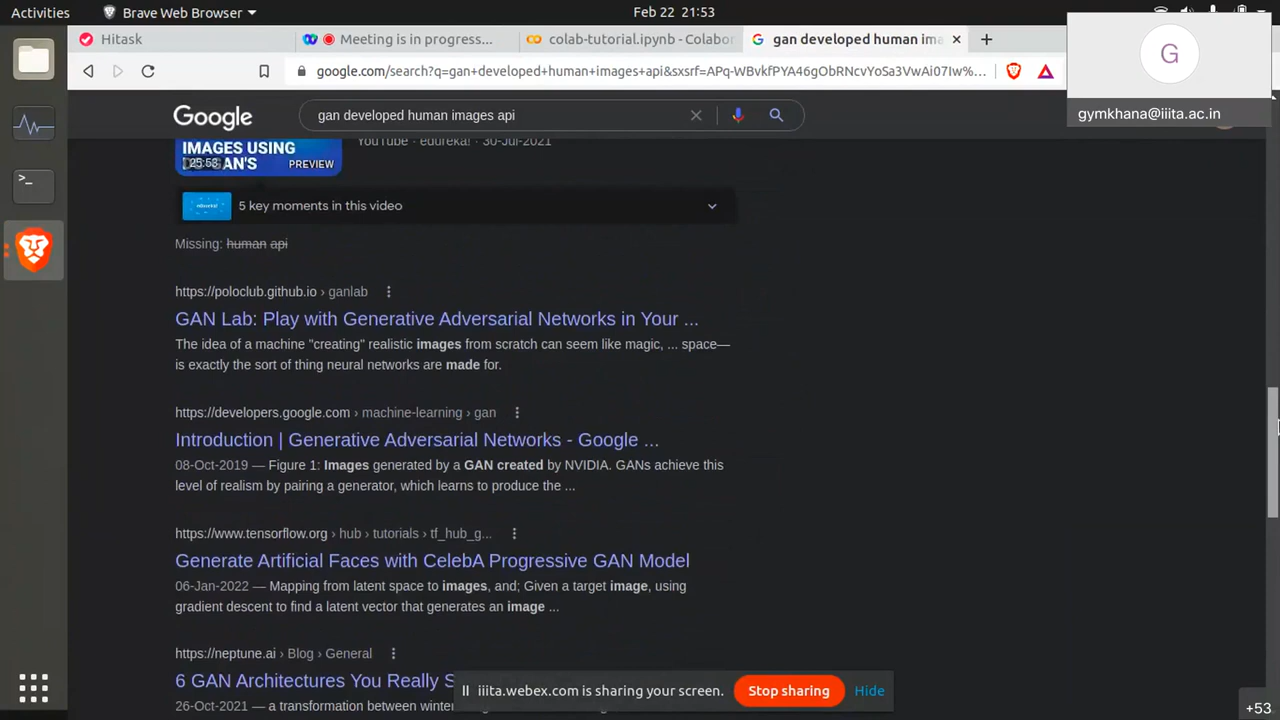 Activities
Brave Web Browser
Feb 22 21:53
Hitask
Meeting is in progress...
colab-tutorial.ipynb - Colabor
gan developed human ima
G
google.com/search?q=gan+developed+human+images+api&sxsrf=APq-WBvkfPYA46gObRNcvYoSa3VwAi07Iw%...
gymkhana@iiita.ac.in
Google
gan developed human images api
YouTube · edureka! · 30-Jul-2021
IMAGES USING
25:53
AN'S
PREVIEW
5 key moments in this video
Missing: human api
https://poloclub.github.io › ganlab
GAN Lab: Play with Generative Adversarial Networks in Your ...
The idea of a machine "creating" realistic images from scratch can seem like magic, ... space—
is exactly the sort of thing neural networks are made for.
https://developers.google.com › machine-learning › gan
Introduction | Generative Adversarial Networks - Google ...
08-Oct-2019 — Figure 1: Images generated by a GAN created by NVIDIA. GANs achieve this
level of realism by pairing a generator, which learns to produce the ...
https://www.tensorflow.org › hub › tutorials › tf_hub_g...
Generate Artificial Faces with CelebA Progressive GAN Model
06-Jan-2022 — Mapping from latent space to images, and; Given a target image, using
gradient descent to find a latent vector that generates an image ...
https://neptune.ai › Blog › General
6 GAN Architectures You Really S
iiita.webex.com is sharing your screen.
Stop sharing
Hide
26-Oct-2021 — a transformation between winter
+53